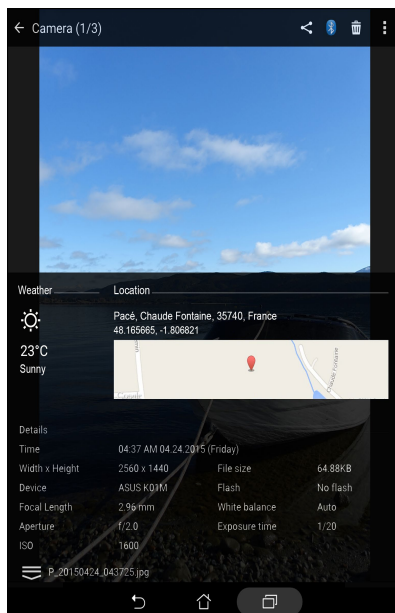 Camera (1/3)
Weather Location
Pacé, Chaude Fontaine, 35740, France
48.165665, -1.806821
23°C
Sunny
Chaude Fontaine
Google
Details
Time 04:37 AM 04.24.2015 (Friday)
Width x Height 2560 x 1440 File size 64.88KB
Device ASUS K01M Flash No flash
Focal Length 2.96 mm White balance Auto
Aperture f/2.0 Exposure time 1/20
ISO 1600
P_20150424_043725.jpg